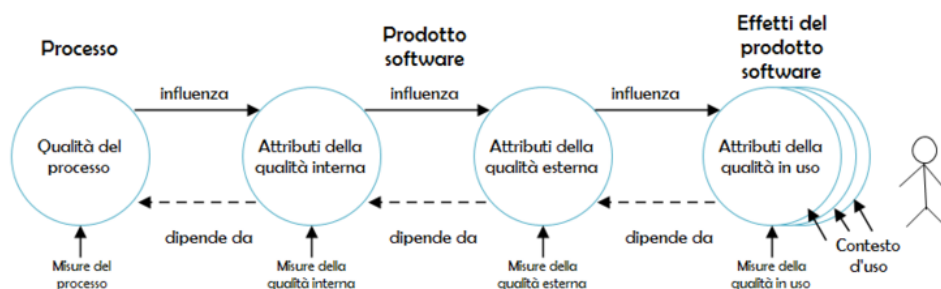 Processo
Prodotto
software
Effetti del
prodotto
software
influenza
influenza
influenza
Qualità del
processo
Attributi della
qualità interna
Attributi della
qualità esterna
Attributi della
qualità in uso
dipende da
dipende da
dipende da
Misure del
processo
Misure della
qualità interna
Misure della
qualità esterna
Misure della
qualità in uso
Contesto
d'uso